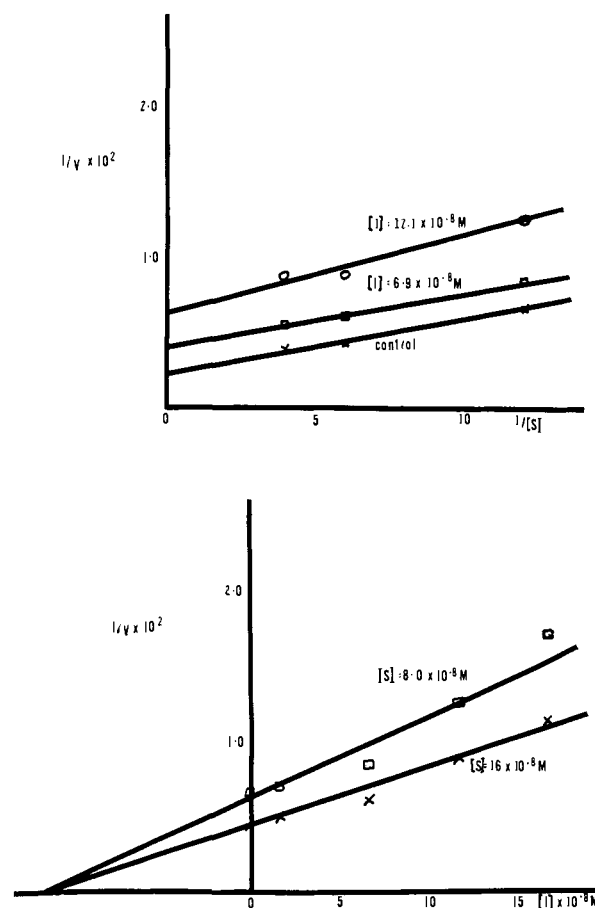 2·0
1/v × 10²
[I]=12.1 × 10⁻⁸M
1·0
[I]=6.9 × 10⁻⁸M
control
0
5
10
1/[S]
2·0
1/v × 10²
[S]=8.0 × 10⁻⁸M
1·0
[S]=16 × 10⁻⁸M
0
5
10
15
[I]×10⁻⁸M